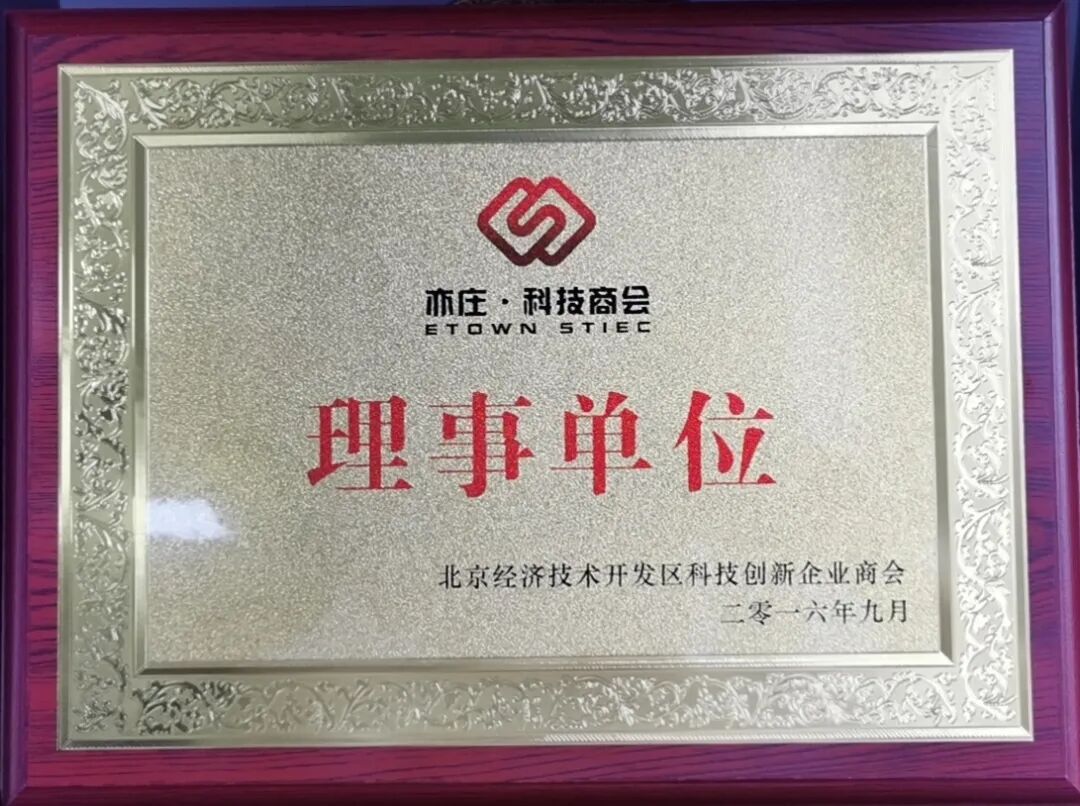 亦庄·科技商会
ETOWN STIEC
理事单位
北京经济技术开发区科技创新企业商会
二零一六年九月